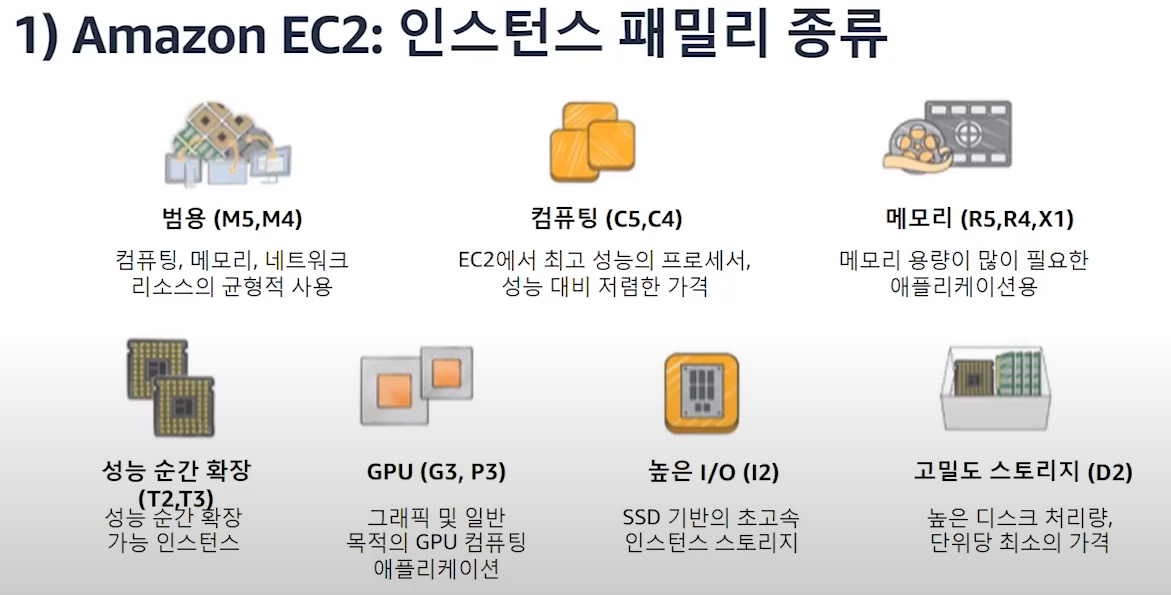 1) Amazon EC2: 인스턴스 패밀리 종류
범용 (M5,M4)
컴퓨팅, 메모리, 네트워크
리소스의 균형적 사용
컴퓨팅 (C5,C4)
EC2에서 최고 성능의 프로세서,
성능 대비 저렴한 가격
메모리 (R5,R4,X1)
메모리 용량이 많이 필요한
애플리케이션용
성능 순간 확장
(T2,T3)
성능 순간 확장
가능 인스턴스
GPU (G3, P3)
그래픽 및 일반
목적의 GPU 컴퓨팅
애플리케이션
높은 I/O (I2)
SSD 기반의 초고속
인스턴스 스토리지
고밀도 스토리지 (D2)
높은 디스크 처리량,
단위당 최소의 가격